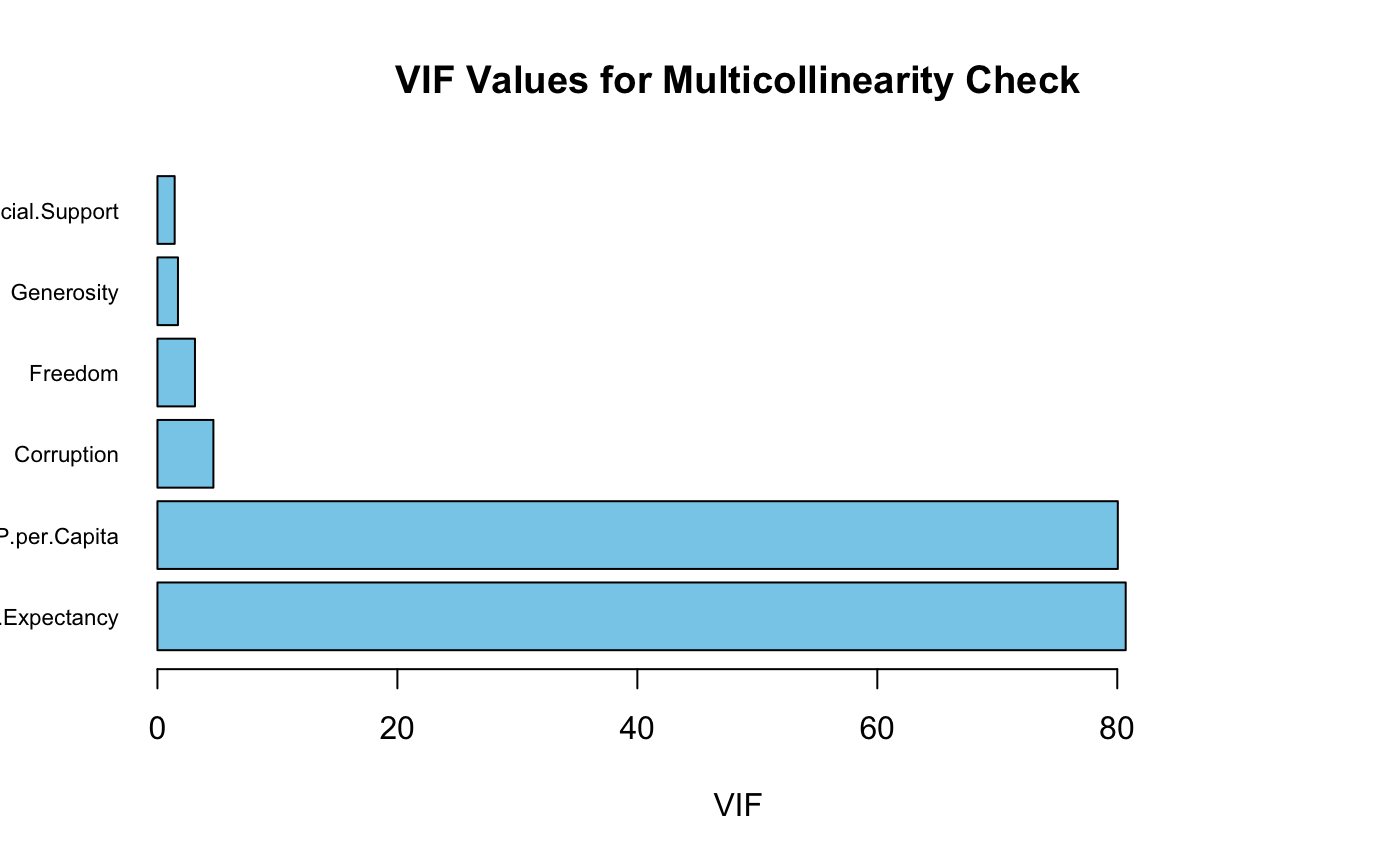 VIF Values for Multicollinearity Check
cial.Support
Generosity
Freedom
Corruption
P.per.Capita
.Expectancy
0 20 40 60 80
VIF